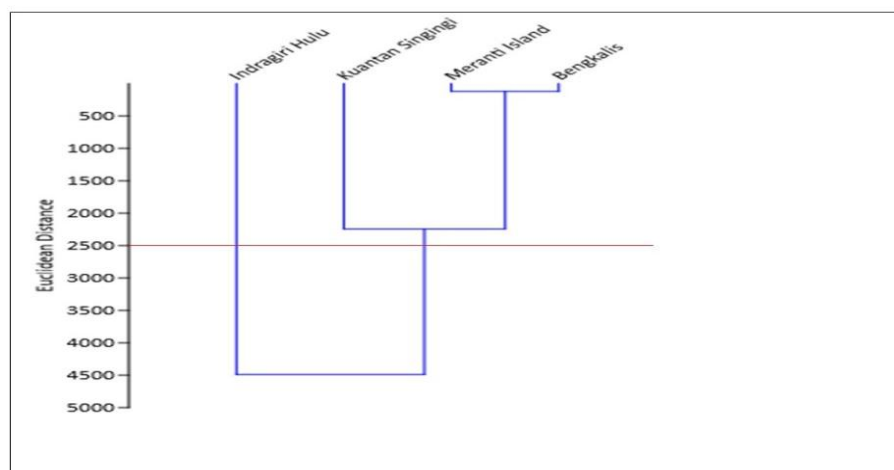 Indragiri Hulu
Kuantan Singingi
Meranti Island
Bengkalis
Euclidean Distance
500
1000
1500
2000
2500
3000
3500
4000
4500
5000